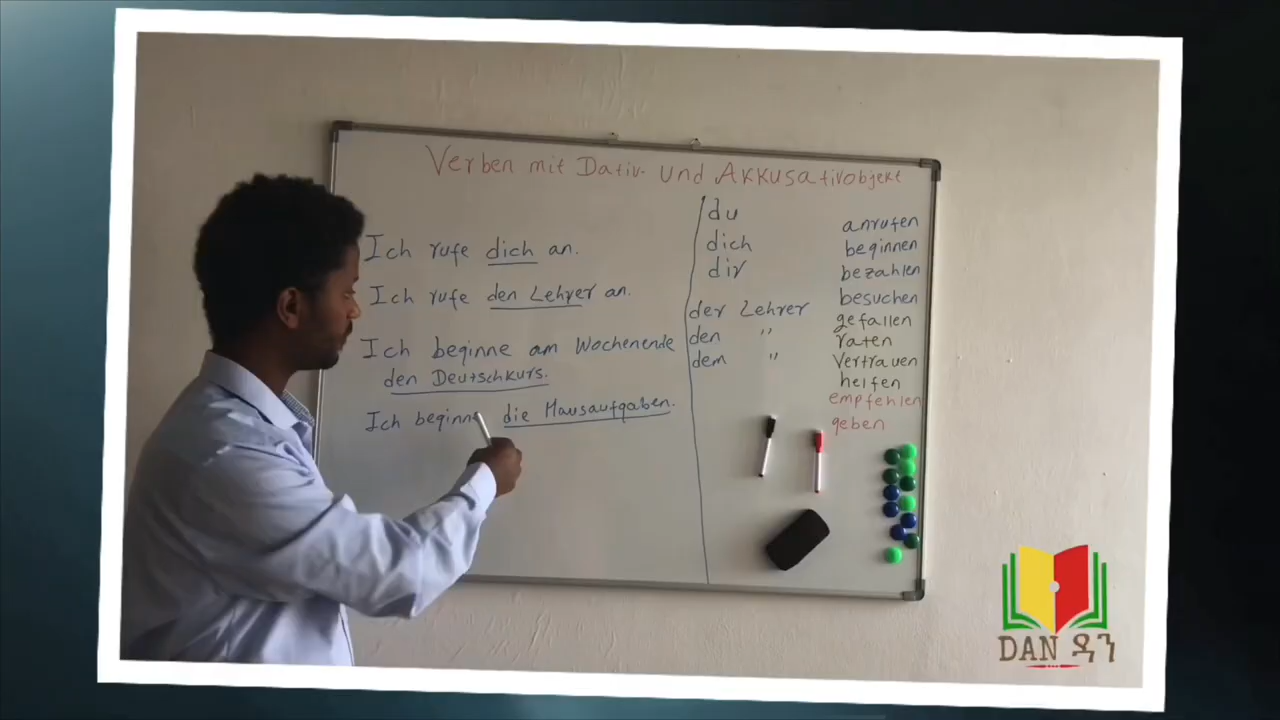 Verben mit Dativ- und Akkusativobjekt
Ich rufe dich an.
Ich rufe den Lehrer an.
Ich beginne am Wochenende
den Deutschkurs.
Ich beginne die Hausaufgaben.
du
dich
dir
der Lehrer
den "
dem "
anrufen
beginnen
bezahlen
besuchen
gefallen
raten
Vertrauen
helfen
empfehlen
geben
DAN ዳን